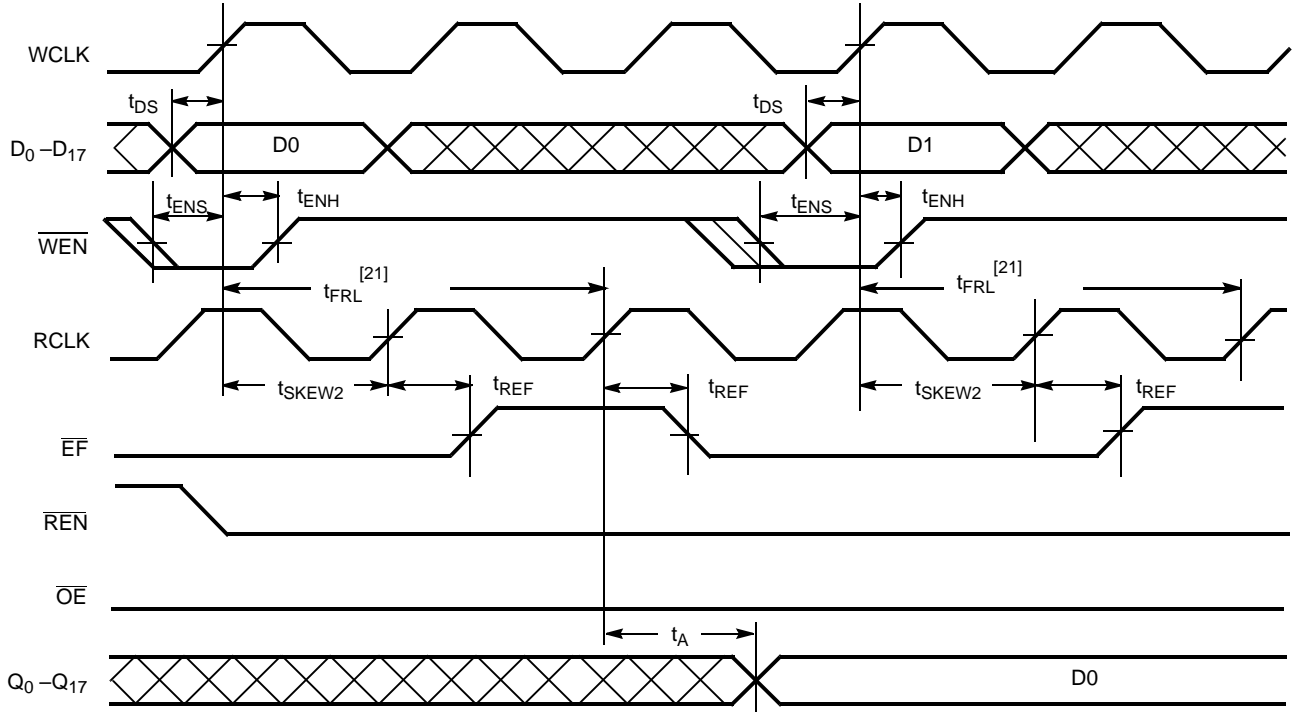 WCLK
tDS tDS
D0 –D17 D0 D1
tENS tENH tENS tENH
WEN
tFRL[21] tFRL[21]
RCLK
tSKEW2 tREF tREF tSKEW2 tREF
EF
REN
OE
tA
Q0 –Q17 D0